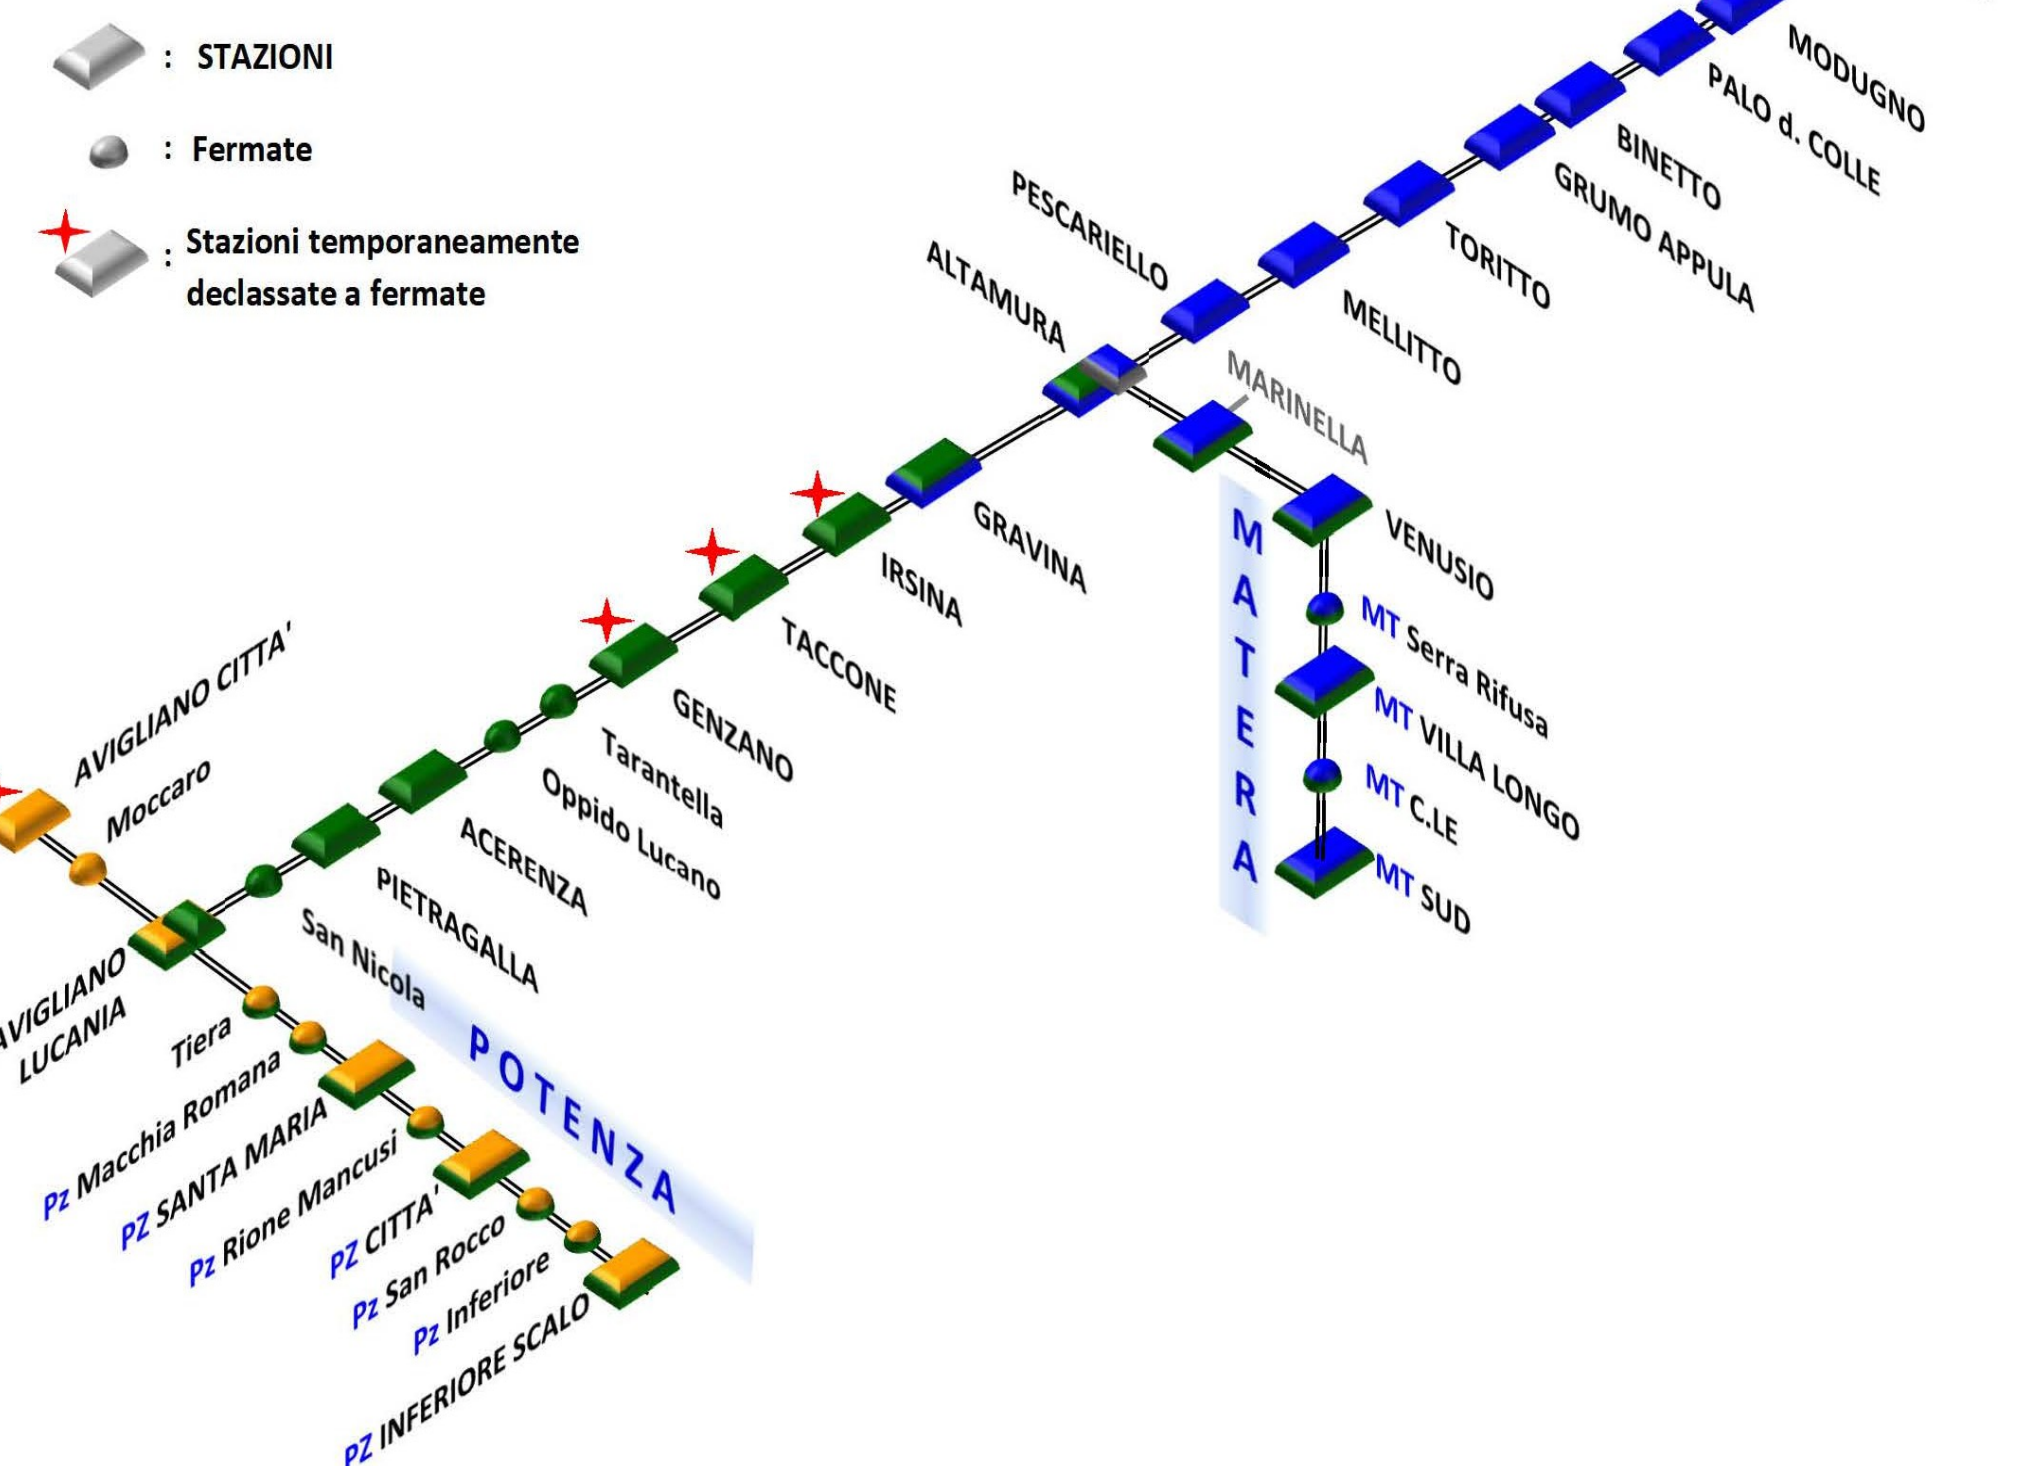 : STAZIONI
: Fermate
: Stazioni temporaneamente
declassate a fermate
MODUGNO
PALO d. COLLE
BINETTO
GRUMO APPULA
TORITTO
MELLITTO
PESCARIELLO
ALTAMURA
MARINELLA
VENUSIO
MT Serra Rifusa
MT VILLA LONGO
MT C.LE
MT SUD
MATERA
GRAVINA
IRSINA
TACCONE
GENZANO
Tarantella
Oppido Lucano
ACERENZA
PIETRAGALLA
San Nicola
AVIGLIANO CITTA'
Moccaro
AVIGLIANO
LUCANIA
Tiera
Pz Macchia Romana
PZ SANTA MARIA
Pz Rione Mancusi
PZ CITTA'
Pz San Rocco
Pz Inferiore
PZ INFERIORE SCALO
POTENZA